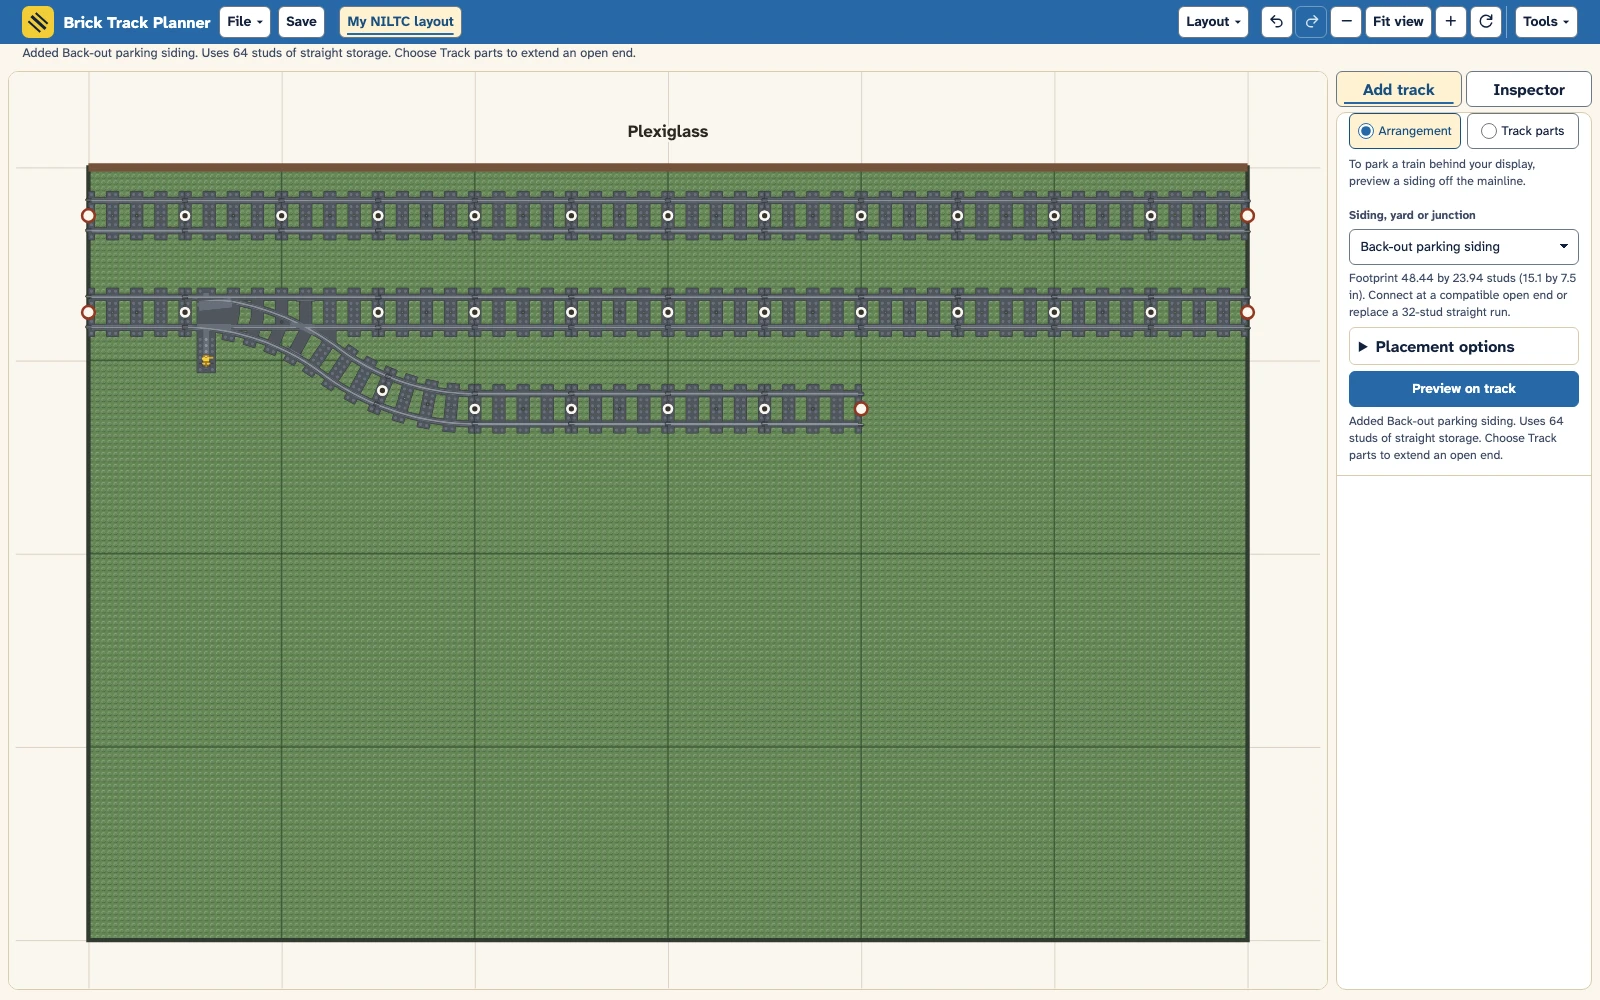 Brick Track Planner
File
Save
My NILTC layout
Layout
Fit view
Tools
Added Back-out parking siding. Uses 64 studs of straight storage. Choose Track parts to extend an open end.
Plexiglass
Add track
Inspector
Arrangement
Track parts
To park a train behind your display,
preview a siding off the mainline.
Siding, yard or junction
Back-out parking siding
Footprint 48.44 by 23.94 studs (15.1 by 7.5
in). Connect at a compatible open end or
replace a 32-stud straight run.
Placement options
Preview on track
Added Back-out parking siding. Uses 64
studs of straight storage. Choose Track
parts to extend an open end.